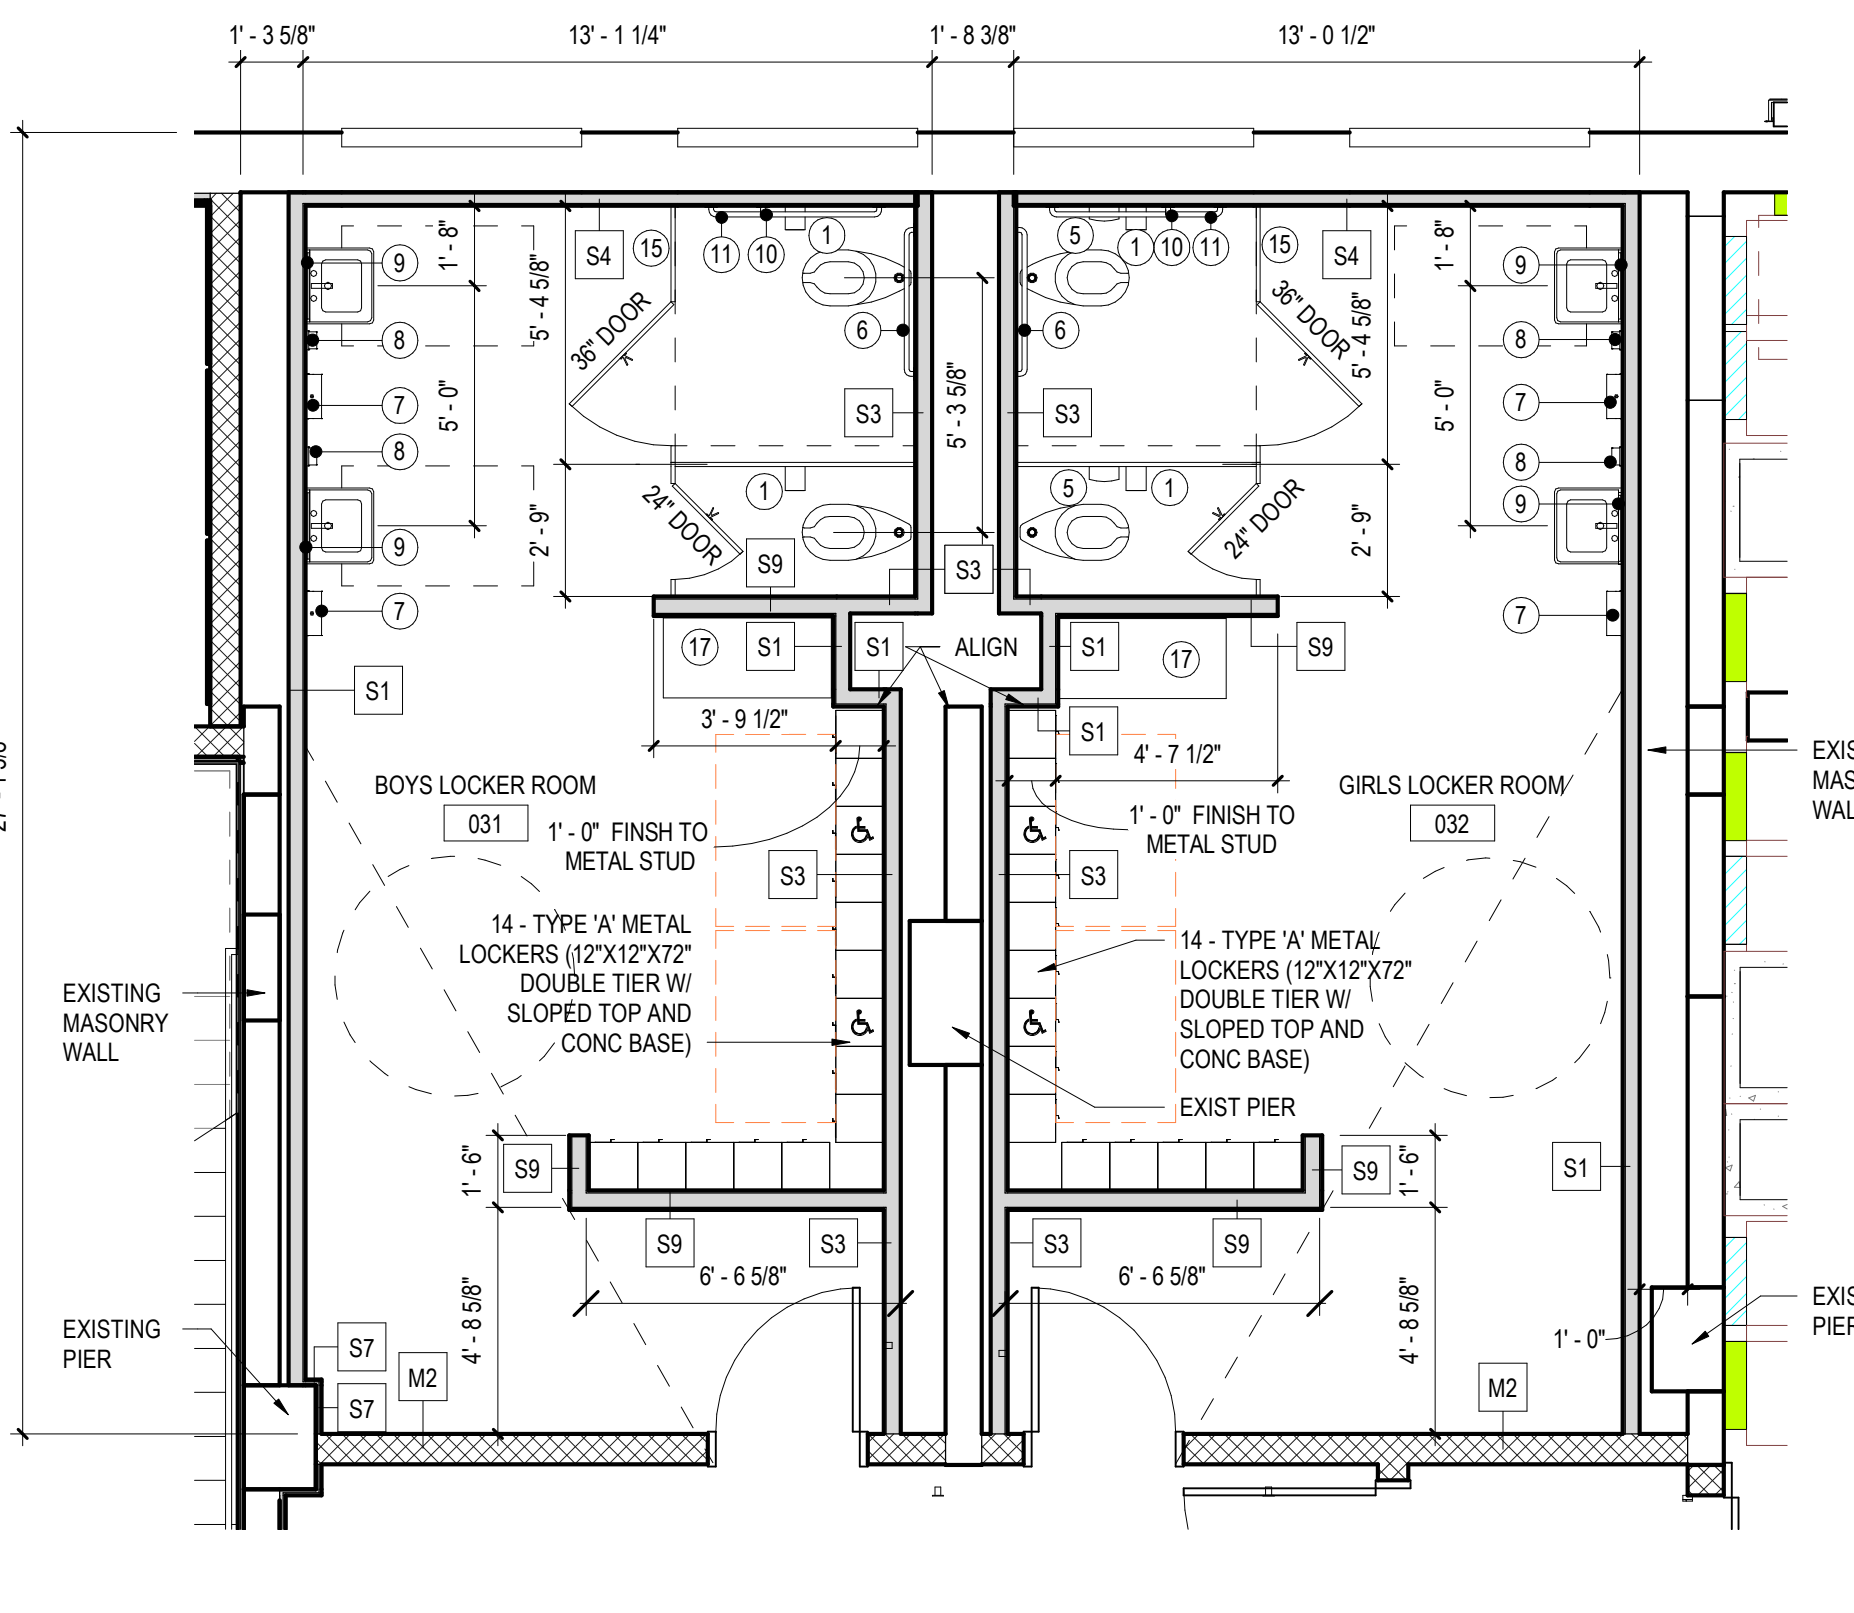 1' - 3 5/8"
13' - 1 1/4"
1' - 8 3/8"
13' - 0 1/2"
1' - 8"
5' - 4 5/8"
5' - 0"
2' - 9"
9
8
7
8
9
7
S4
15
11
10
1
36" DOOR
6
S3
5' - 3 5/8"
1
24" DOOR
S9
S3
5
1
10
11
15
S4
36" DOOR
6
S3
5
1
24" DOOR
5' - 4 5/8"
2' - 9"
1' - 8"
5' - 0"
9
8
7
8
9
7
S1
17
S1
S1
ALIGN
S1
17
S9
3' - 9 1/2"
S1
4' - 7 1/2"
BOYS LOCKER ROOM
031
1' - 0" FINSH TO
METAL STUD
S3
1' - 0" FINISH TO
METAL STUD
S3
GIRLS LOCKER ROOM
032
14 - TYPE 'A' METAL
LOCKERS (12"X12"X72"
DOUBLE TIER W/
SLOPED TOP AND
CONC BASE)
14 - TYPE 'A' METAL
LOCKERS (12"X12"X72"
DOUBLE TIER W/
SLOPED TOP AND
CONC BASE)
EXIST PIER
EXISTING
MASONRY
WALL
EXIS
MAS
WAL
1' - 6"
S9
S9
1' - 6"
S1
S9
S3
S3
S9
6' - 6 5/8"
6' - 6 5/8"
4' - 8 5/8"
4' - 8 5/8"
EXISTING
PIER
S7
S7
M2
M2
1' - 0"
EXIS
PIER